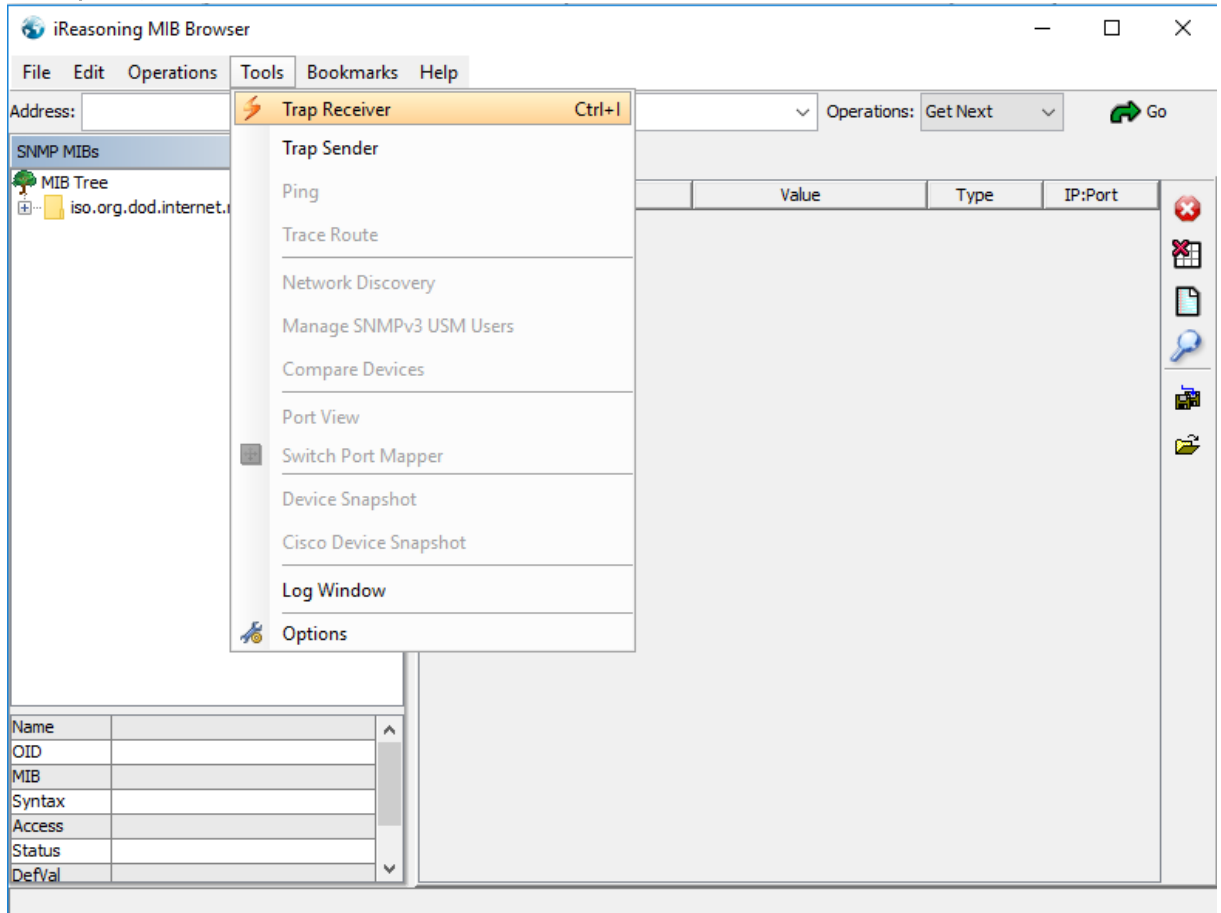 iReasoning MIB Browser
File Edit Operations Tools Bookmarks Help
Address:
Operations: Get Next Go
SNMP MIBs
MIB Tree
iso.org.dod.internet.
Trap Receiver Ctrl+I
Trap Sender
Ping
Trace Route
Network Discovery
Manage SNMPv3 USM Users
Compare Devices
Port View
Switch Port Mapper
Device Snapshot
Cisco Device Snapshot
Log Window
Options
Value Type IP:Port
Name
OID
MIB
Syntax
Access
Status
DefVal